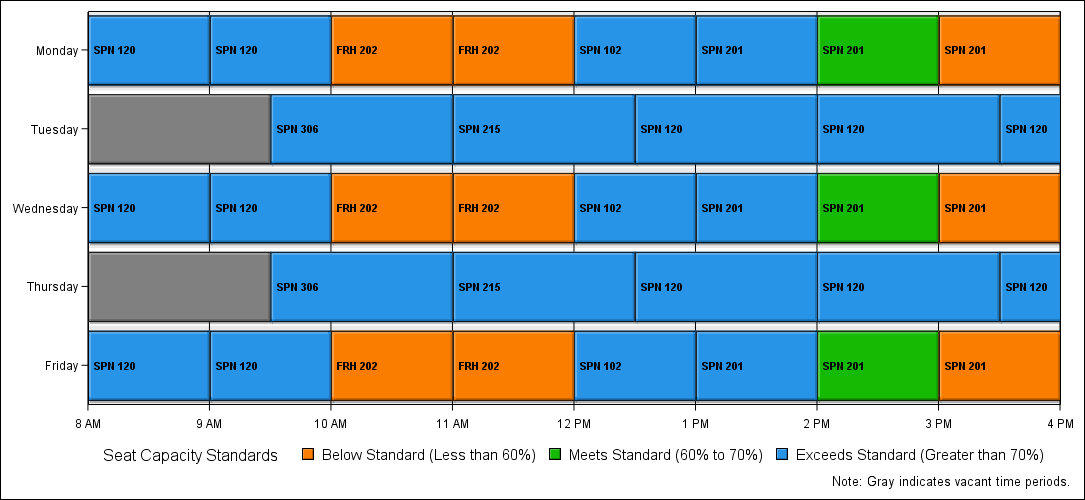 Monday SPN 120 SPN 120 FRH 202 FRH 202 SPN 102 SPN 201 SPN 201 SPN 201
Tuesday SPN 306 SPN 215 SPN 120 SPN 120 SPN 120
Wednesday SPN 120 SPN 120 FRH 202 FRH 202 SPN 102 SPN 201 SPN 201 SPN 201
Thursday SPN 306 SPN 215 SPN 120 SPN 120 SPN 120
Friday SPN 120 SPN 120 FRH 202 FRH 202 SPN 102 SPN 201 SPN 201 SPN 201
8 AM 9 AM 10 AM 11 AM 12 PM 1 PM 2 PM 3 PM 4 PM
Seat Capacity Standards Below Standard (Less than 60%) Meets Standard (60% to 70%) Exceeds Standard (Greater than 70%)
Note: Gray indicates vacant time periods.